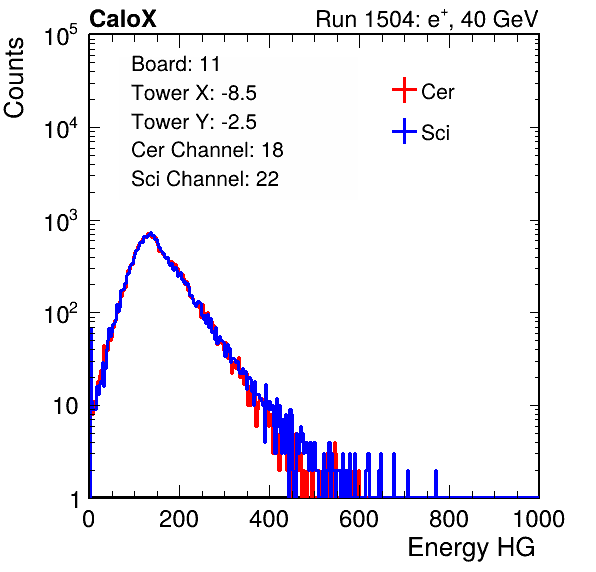 CaloX Run 1504: e⁺, 40 GeV
Counts
Board: 11
Tower X: -8.5
Tower Y: -2.5
Cer Channel: 18
Sci Channel: 22
Cer
Sci
10⁵
10⁴
10³
10²
10
1
0 200 400 600 800 1000
Energy HG